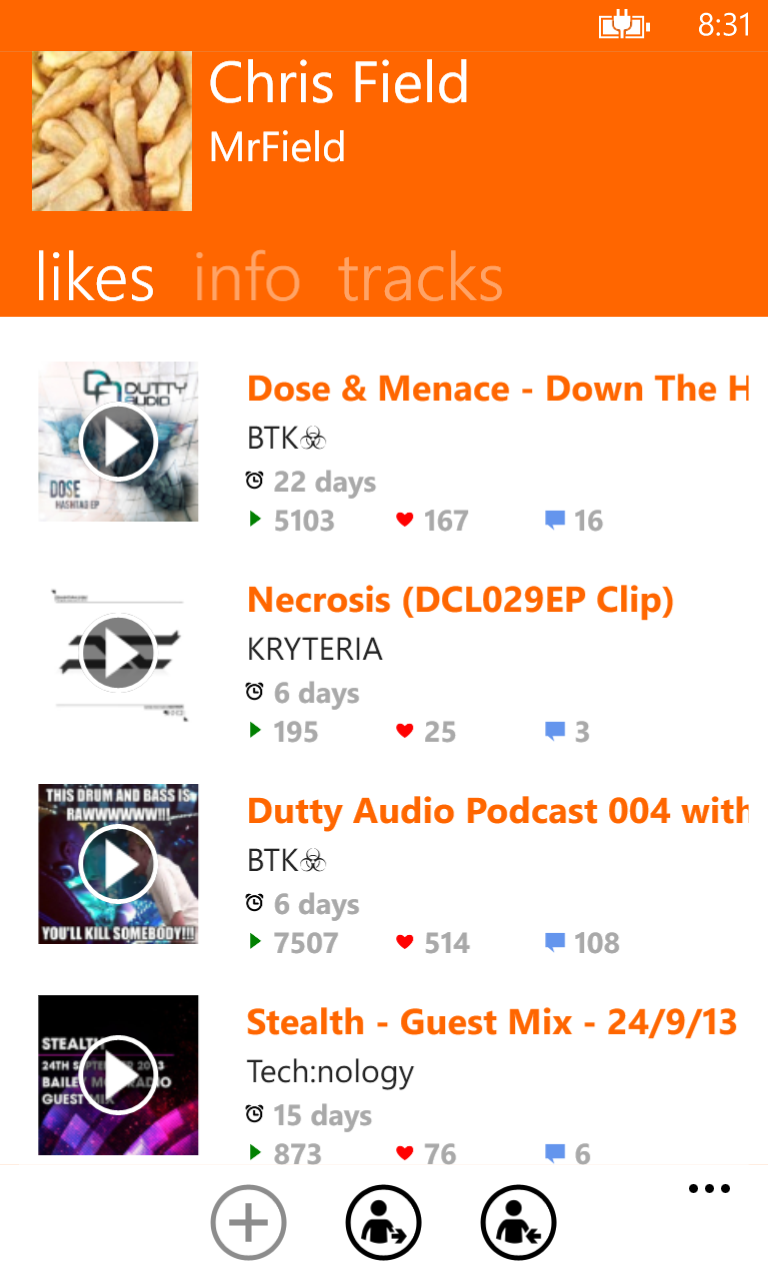 8:31
Chris Field
MrField
likes info tracks
DUTTY
AUDIO
DOSE
HASHTAG EP
Dose & Menace - Down The H
BTK☣
22 days
5103 167 16
Necrosis (DCL029EP Clip)
KRYTERIA
6 days
195 25 3
THIS DRUM AND BASS IS
RAWWWWWW!!!
YOU'LL KILL SOMEBODY!!!
Dutty Audio Podcast 004 with
BTK☣
6 days
7507 514 108
STEALTH
24TH SEPTEMBER 2013
GUEST MIX
Stealth - Guest Mix - 24/9/13
Tech:nology
15 days
873 76 6